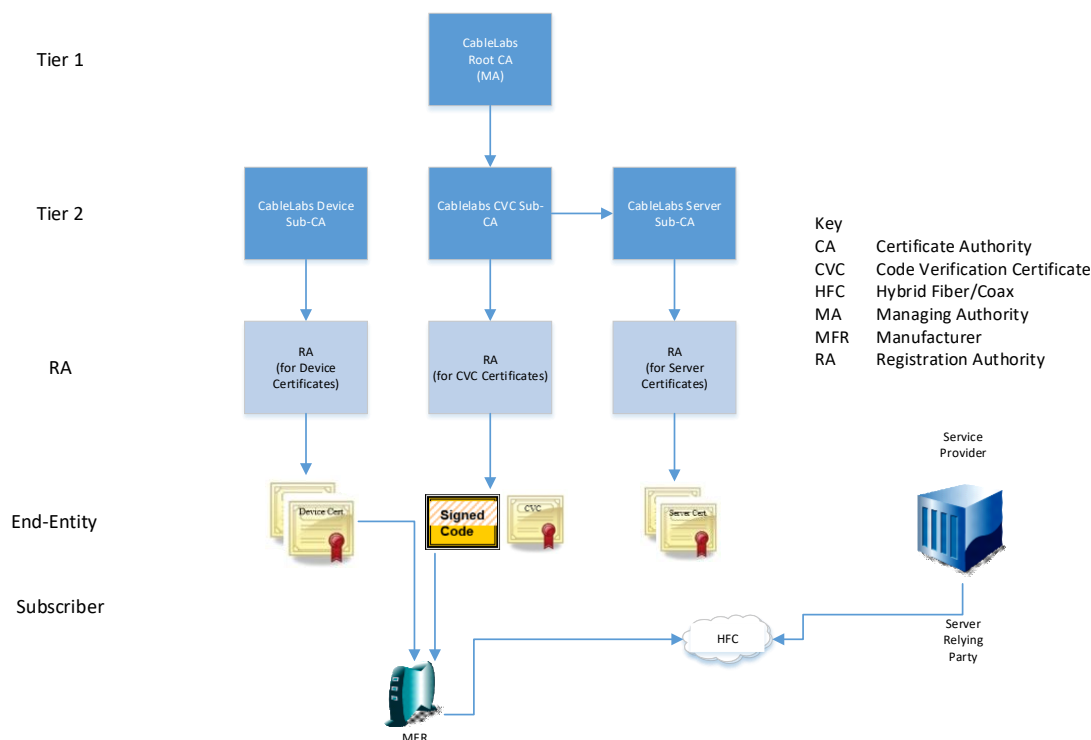 Tier 1
CableLabs
Root CA
(MA)
Tier 2
CableLabs Device
Sub-CA
Cablelabs CVC Sub-
CA
CableLabs Server
Sub-CA
Key
CA Certificate Authority
CVC Code Verification Certificate
HFC Hybrid Fiber/Coax
MA Managing Authority
MFR Manufacturer
RA Registration Authority
RA
RA
(for Device
Certificates)
RA
(for CVC Certificates)
RA
(for Server
Certificates)
Service
Provider
End-Entity
Device Cert.
Signed
Code
CVC
Server Cert.
Subscriber
HFC
Server
Relying
Party
MFR